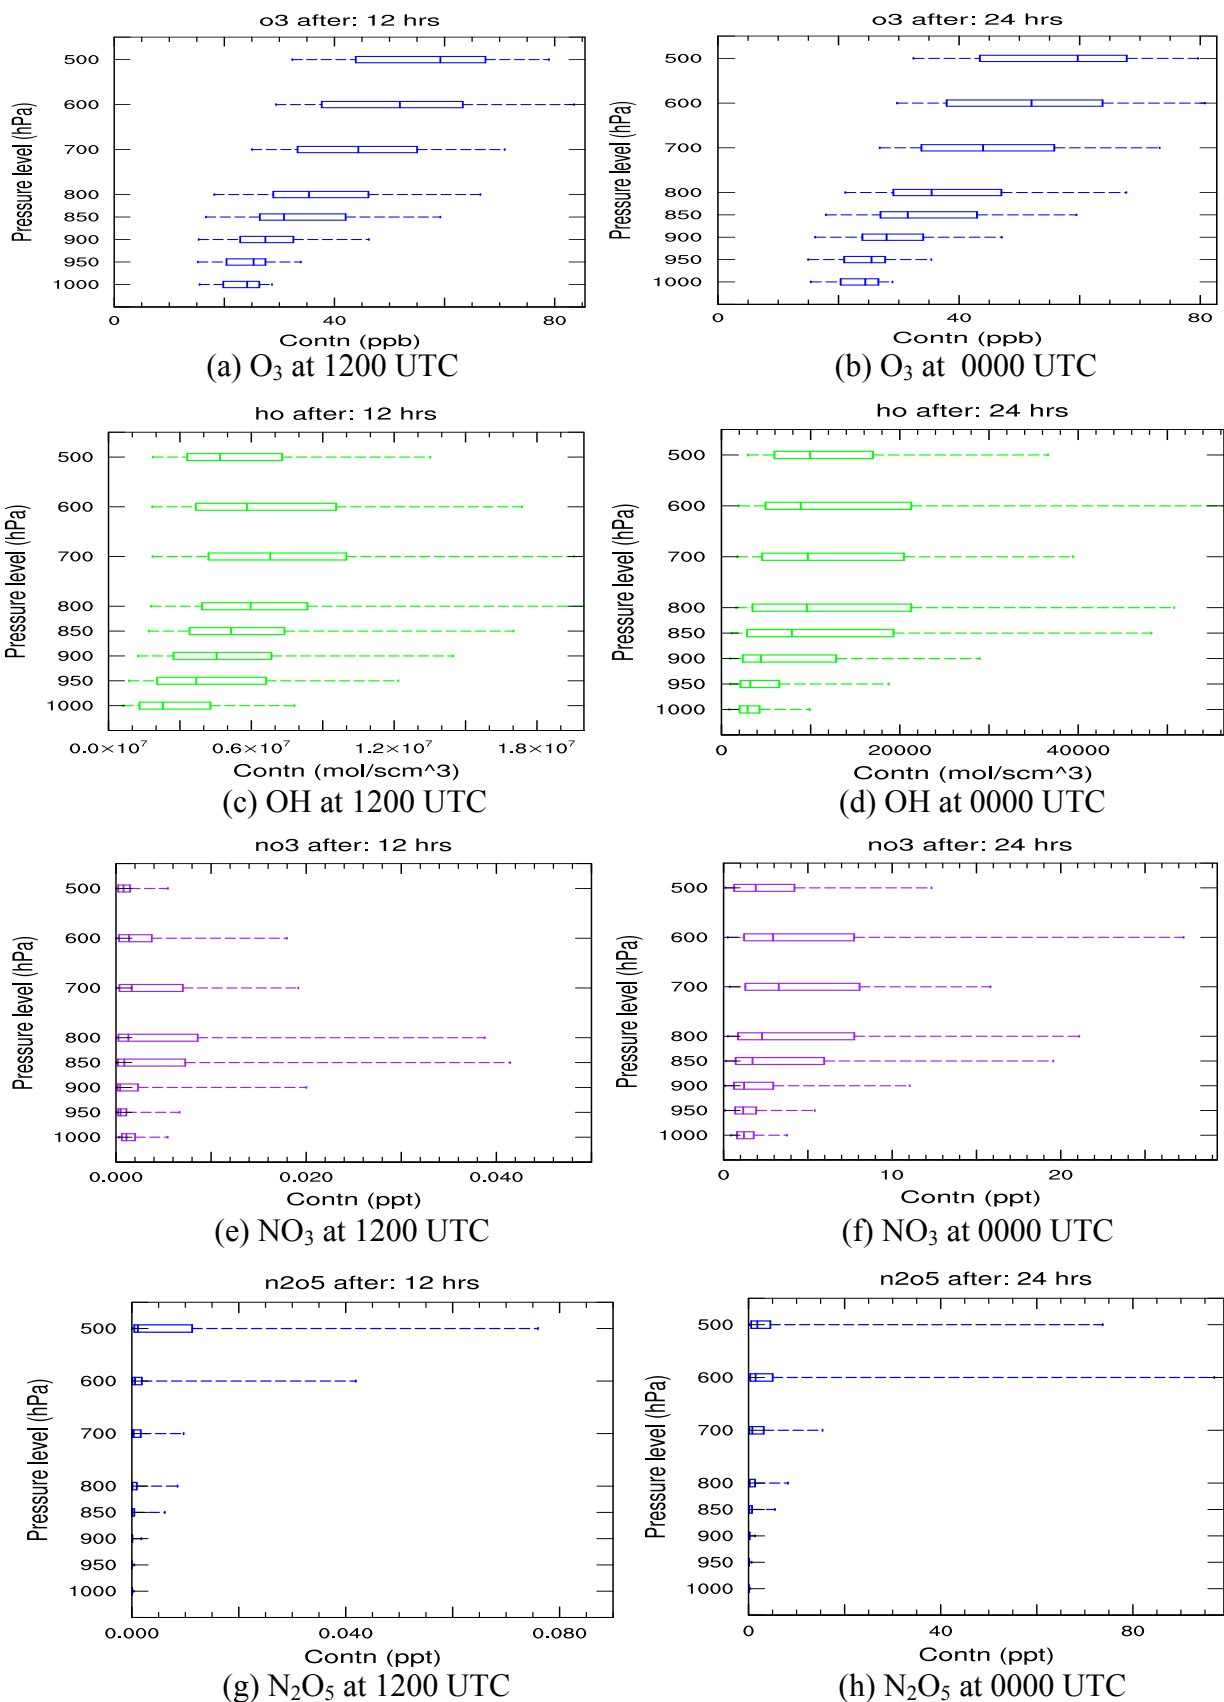 o3 after: 12 hrs
Pressure level (hPa)
500
600
700
800
850
900
950
1000
0 40 80
Contn (ppb)
(a) O₃ at 1200 UTC
o3 after: 24 hrs
Pressure level (hPa)
500
600
700
800
850
900
950
1000
0 40 80
Contn (ppb)
(b) O₃ at 0000 UTC
ho after: 12 hrs
Pressure level (hPa)
500
600
700
800
850
900
950
1000
0.0×10⁷ 0.6×10⁷ 1.2×10⁷ 1.8×10⁷
Contn (mol/scm^3)
(c) OH at 1200 UTC
ho after: 24 hrs
Pressure level (hPa)
500
600
700
800
850
900
950
1000
0 20000 40000
Contn (mol/scm^3)
(d) OH at 0000 UTC
no3 after: 12 hrs
Pressure level (hPa)
500
600
700
800
850
900
950
1000
0.000 0.020 0.040
Contn (ppt)
(e) NO₃ at 1200 UTC
no3 after: 24 hrs
Pressure level (hPa)
500
600
700
800
850
900
950
1000
0 10 20
Contn (ppt)
(f) NO₃ at 0000 UTC
n2o5 after: 12 hrs
Pressure level (hPa)
500
600
700
800
850
900
950
1000
0.000 0.040 0.080
Contn (ppt)
(g) N₂O₅ at 1200 UTC
n2o5 after: 24 hrs
Pressure level (hPa)
500
600
700
800
850
900
950
1000
0 40 80
Contn (ppt)
(h) N₂O₅ at 0000 UTC